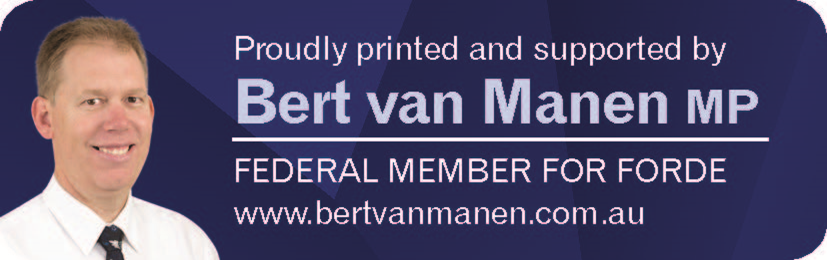 Proudly printed and supported by
Bert van Manen MP
FEDERAL MEMBER FOR FORDE
www.bertvanmanen.com.au